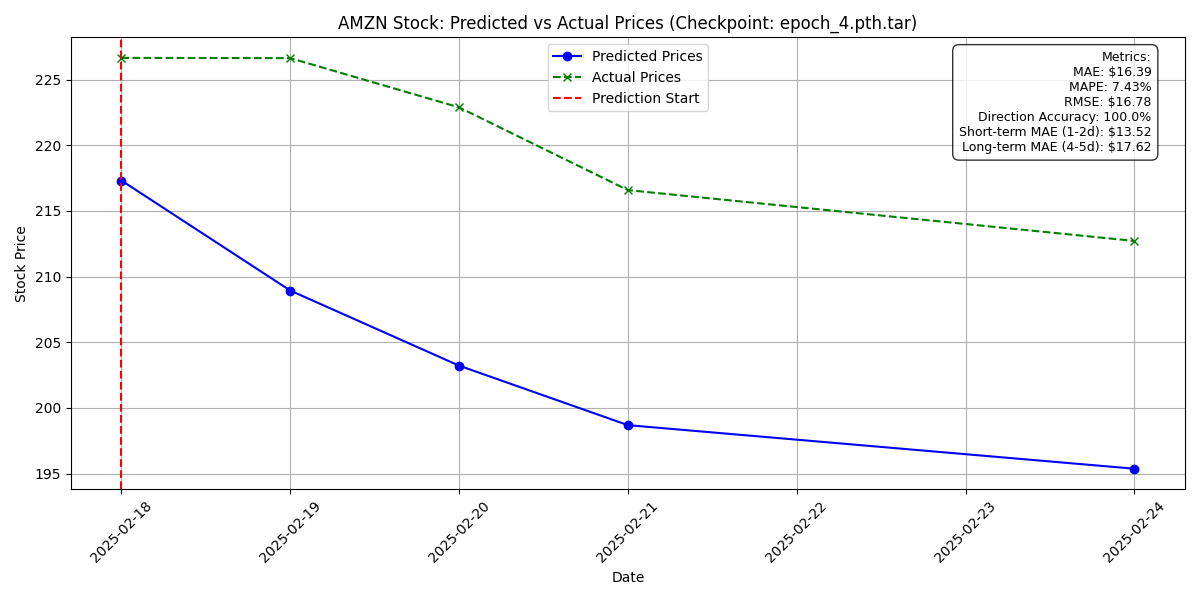 AMZN Stock: Predicted vs Actual Prices (Checkpoint: epoch_4.pth.tar)
Predicted Prices
Actual Prices
Prediction Start
Metrics:
MAE: $16.39
MAPE: 7.43%
RMSE: $16.78
Direction Accuracy: 100.0%
Short-term MAE (1-2d): $13.52
Long-term MAE (4-5d): $17.62
Stock Price
225
220
215
210
205
200
195
2025-02-18
2025-02-19
2025-02-20
2025-02-21
2025-02-22
2025-02-23
2025-02-24
Date